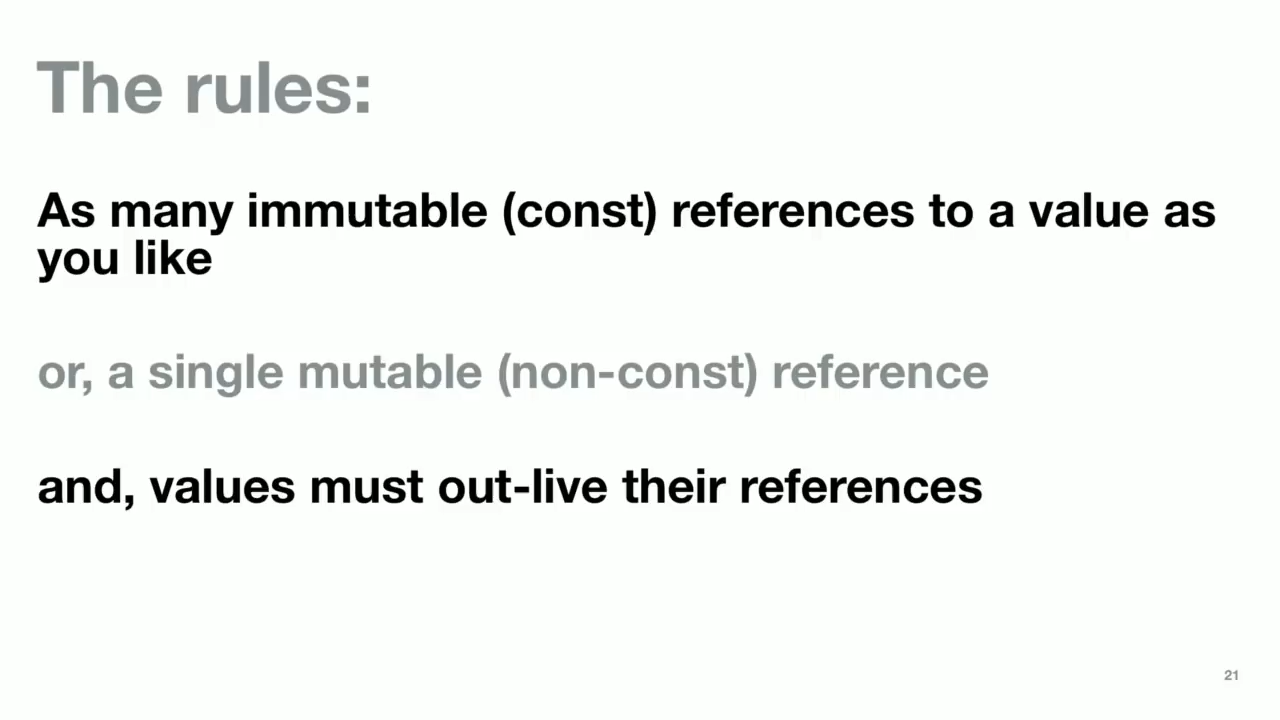 The rules:
As many immutable (const) references to a value as
you like
or, a single mutable (non-const) reference
and, values must out-live their references
21